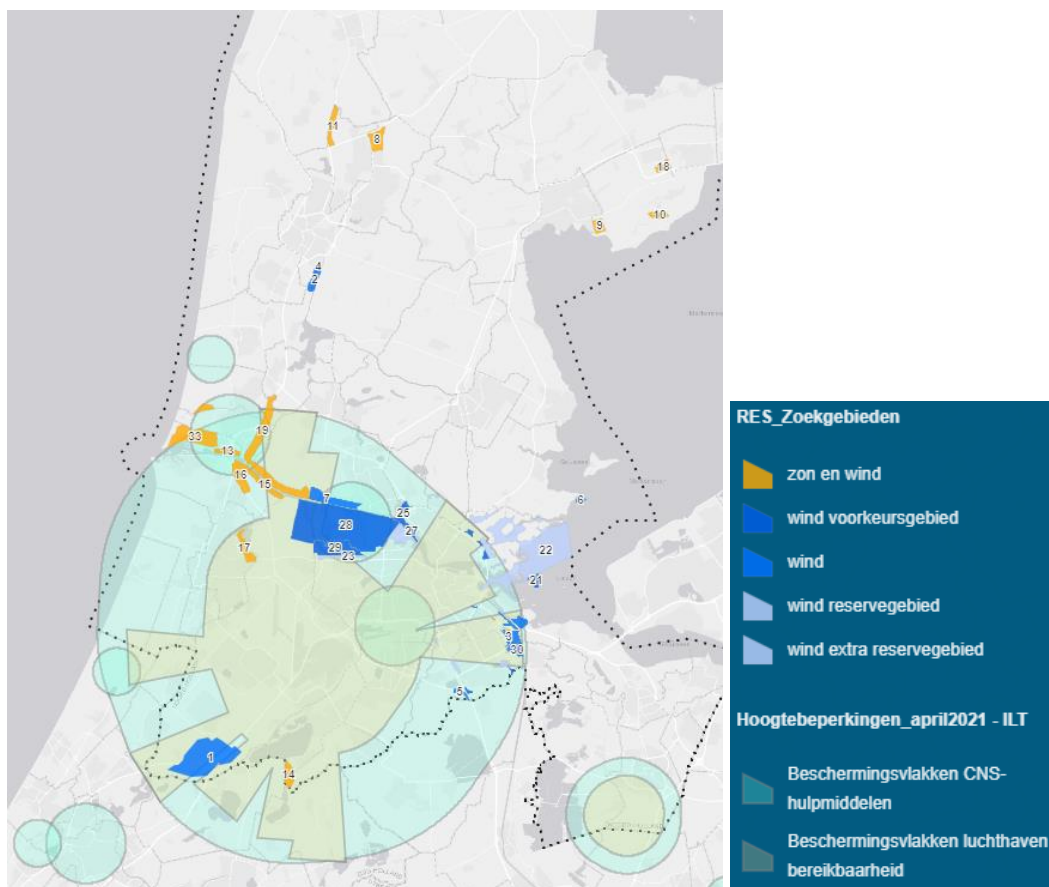 11
8
18
9
10
4
2
33
13
19
16
15
7
25
28
27
29
23
17
6
22
21
3
30
5
1
14
RES_Zoekgebieden
zon en wind
wind voorkeursgebied
wind
wind reservegebied
wind extra reservegebied
Hoogtebeperkingen_april2021 - ILT
Beschermingsvlakken CNS-
hulpmiddelen
Beschermingsvlakken luchthaven
bereikbaarheid